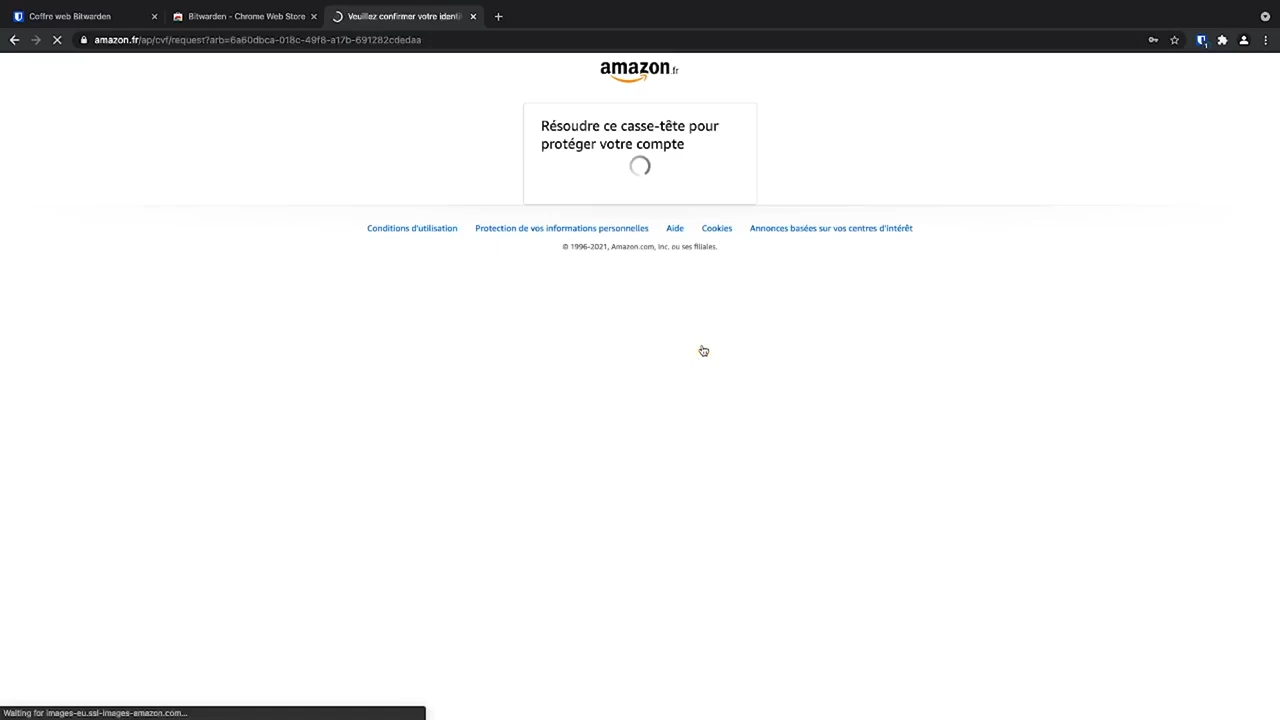 Coffre web Bitwarden
Bitwarden - Chrome Web Store
Veuillez confirmer votre identi
amazon.fr/ap/cvf/request?arb=6a60dbca-018c-49f8-a17b-691282cdedaa
1
amazon.fr
Résoudre ce casse-tête pour
protéger votre compte
Conditions d'utilisation Protection de vos informations personnelles Aide Cookies Annonces basées sur vos centres d'intérêt
© 1996-2021, Amazon.com, Inc. ou ses filiales.
Waiting for images-eu.ssl-images-amazon.com...